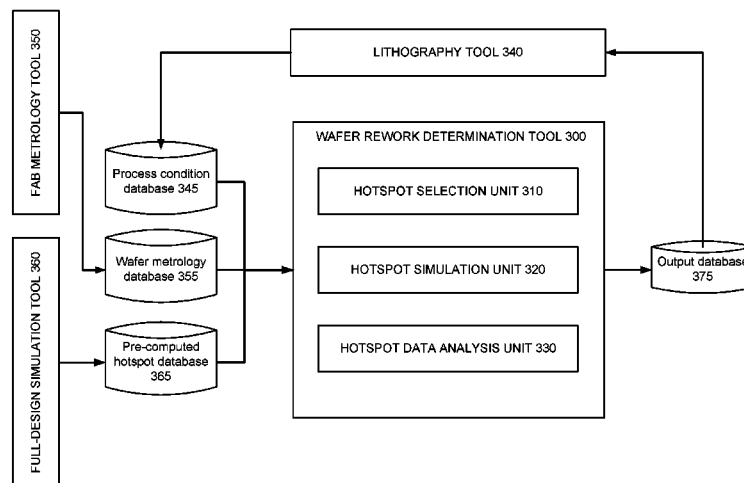 LITHOGRAPHY TOOL 340
FAB METROLOGY TOOL 350
WAFER REWORK DETERMINATION TOOL 300
Process condition
database 345
HOTSPOT SELECTION UNIT 310
Wafer metrology
database 355
HOTSPOT SIMULATION UNIT 320
Output database
375
FULL-DESIGN SIMULATION TOOL 360
Pre-computed
hotspot database
365
HOTSPOT DATA ANALYSIS UNIT 330